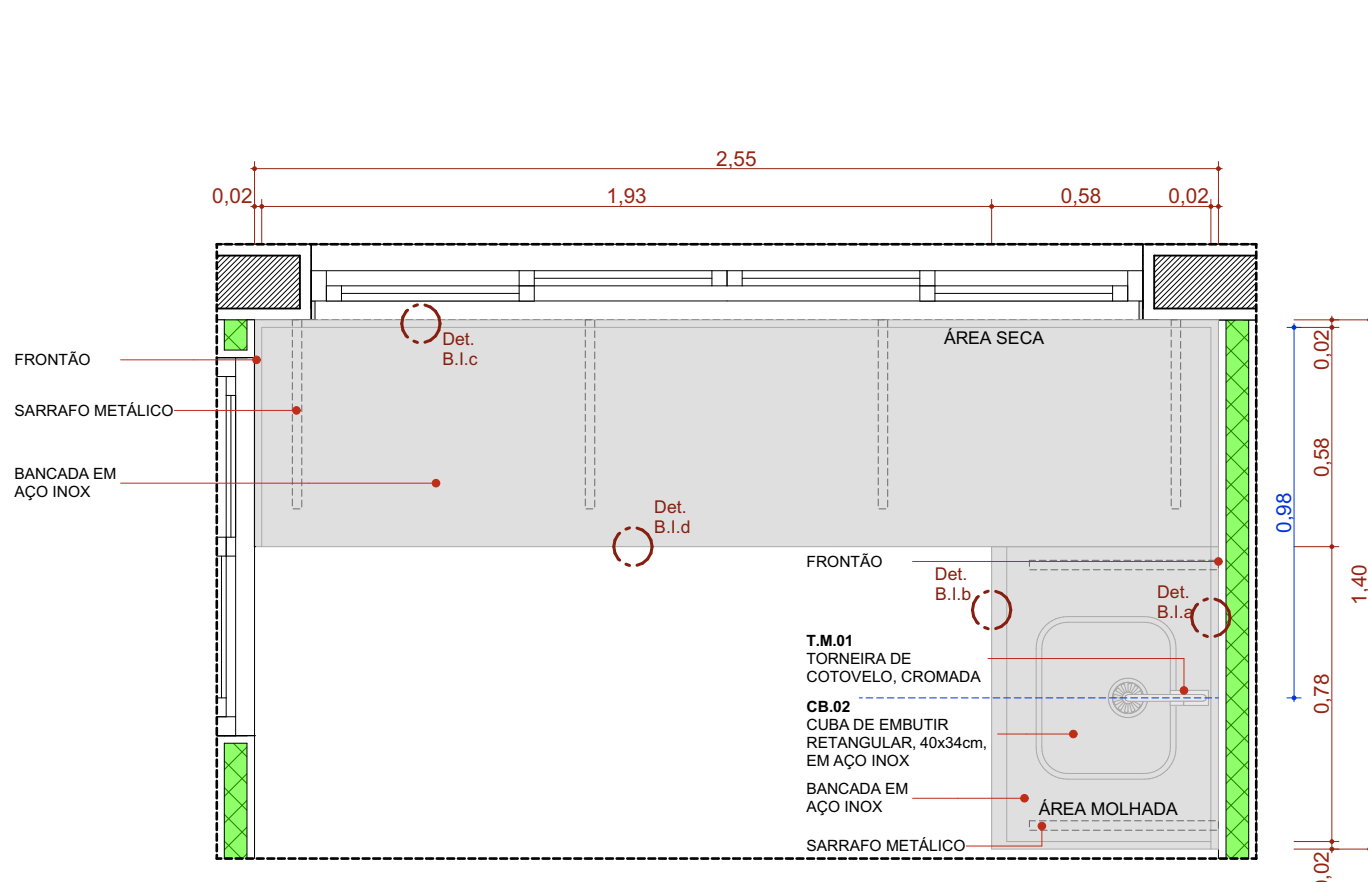 2,55
0,02
1,93
0,58
0,02
ÁREA SECA
Det.
B.I.c
FRONTÃO
SARRAFO METÁLICO
BANCADA EM
AÇO INOX
Det.
B.I.d
0,02
0,58
0,98
1,40
0,78
0,02
FRONTÃO
Det.
B.I.b
Det.
B.I.a
T.M.01
TORNEIRA DE
COTOVELO, CROMADA
CB.02
CUBA DE EMBUTIR
RETANGULAR, 40x34cm,
EM AÇO INOX
BANCADA EM
AÇO INOX
ÁREA MOLHADA
SARRAFO METÁLICO